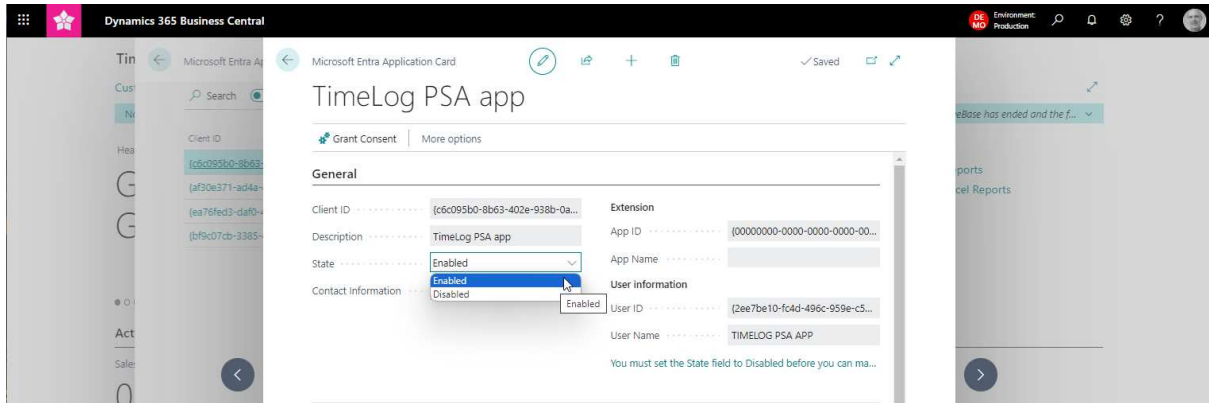 Dynamics 365 Business Central
DE
MO
Environment:
Production
?
Tin
Microsoft Entra Ap
Microsoft Entra Application Card
Saved
Cus
Search
TimeLog PSA app
eBase has ended and the f...
Client ID
Grant Consent
More options
Hea
{c6c095b0-8b63-
General
ports
{af30e371-ad4a-
cel Reports
Client ID
{c6c095b0-8b63-402e-938b-0a...
Extension
{ea76fed3-daf0-4
App ID
{00000000-0000-0000-0000-00...
Description
TimeLog PSA app
{bf9c07cb-3385-
App Name
State
Enabled
Enabled
Disabled
User information
Contact Information
Enabled
User ID
{2ee7be10-fc4d-496c-959e-c5...
Act
User Name
TIMELOG PSA APP
Sales
You must set the State field to Disabled before you can ma...
0